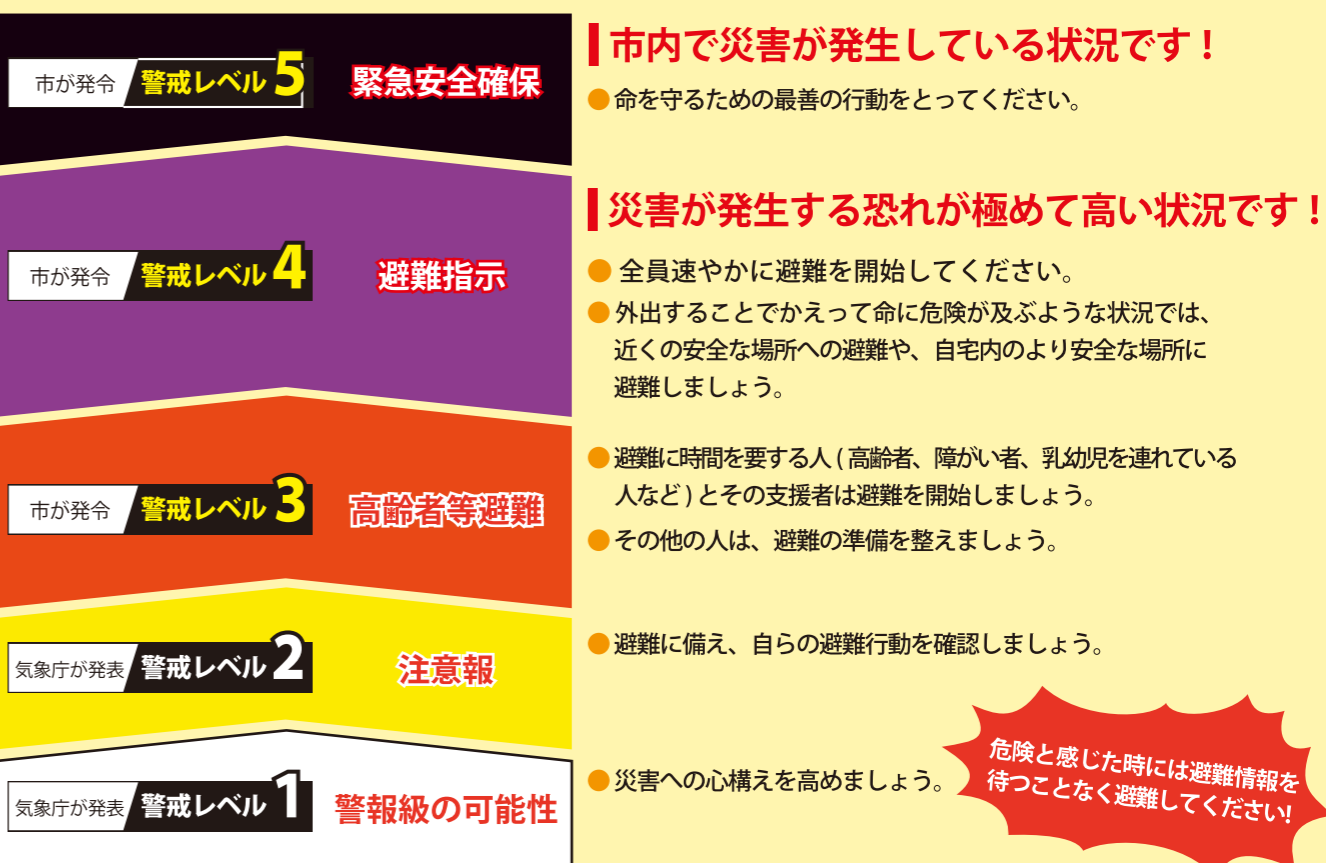 市が発令 警戒レベル5 緊急安全確保
市内で災害が発生している状況です！
●命を守るための最善の行動をとってください。
市が発令 警戒レベル4 避難指示
災害が発生する恐れが極めて高い状況です！
● 全員速やかに避難を開始してください。
●外出することでかえって命に危険が及ぶような状況では、
近くの安全な場所への避難や、自宅内のより安全な場所に
避難しましょう。
市が発令 警戒レベル3 高齢者等避難
●避難に時間を要する人(高齢者、障がい者、乳幼児を連れている
人など)とその支援者は避難を開始しましょう。
●その他の人は、避難の準備を整えましょう。
気象庁が発表 警戒レベル2 注意報
●避難に備え、自らの避難行動を確認しましょう。
気象庁が発表 警戒レベル1 警報級の可能性
●災害への心構えを高めましょう。
危険と感じた時には避難情報を
待つことなく避難してください!